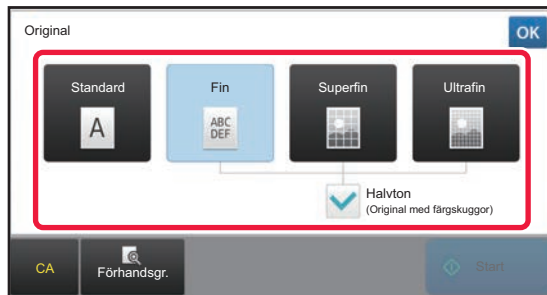 Original
OK
Standard
Fin
Superfin
Ultrafin
A
ABC
DEF
Halvton
(Original med färgskuggor)
CA
Förhandsgr.
Start